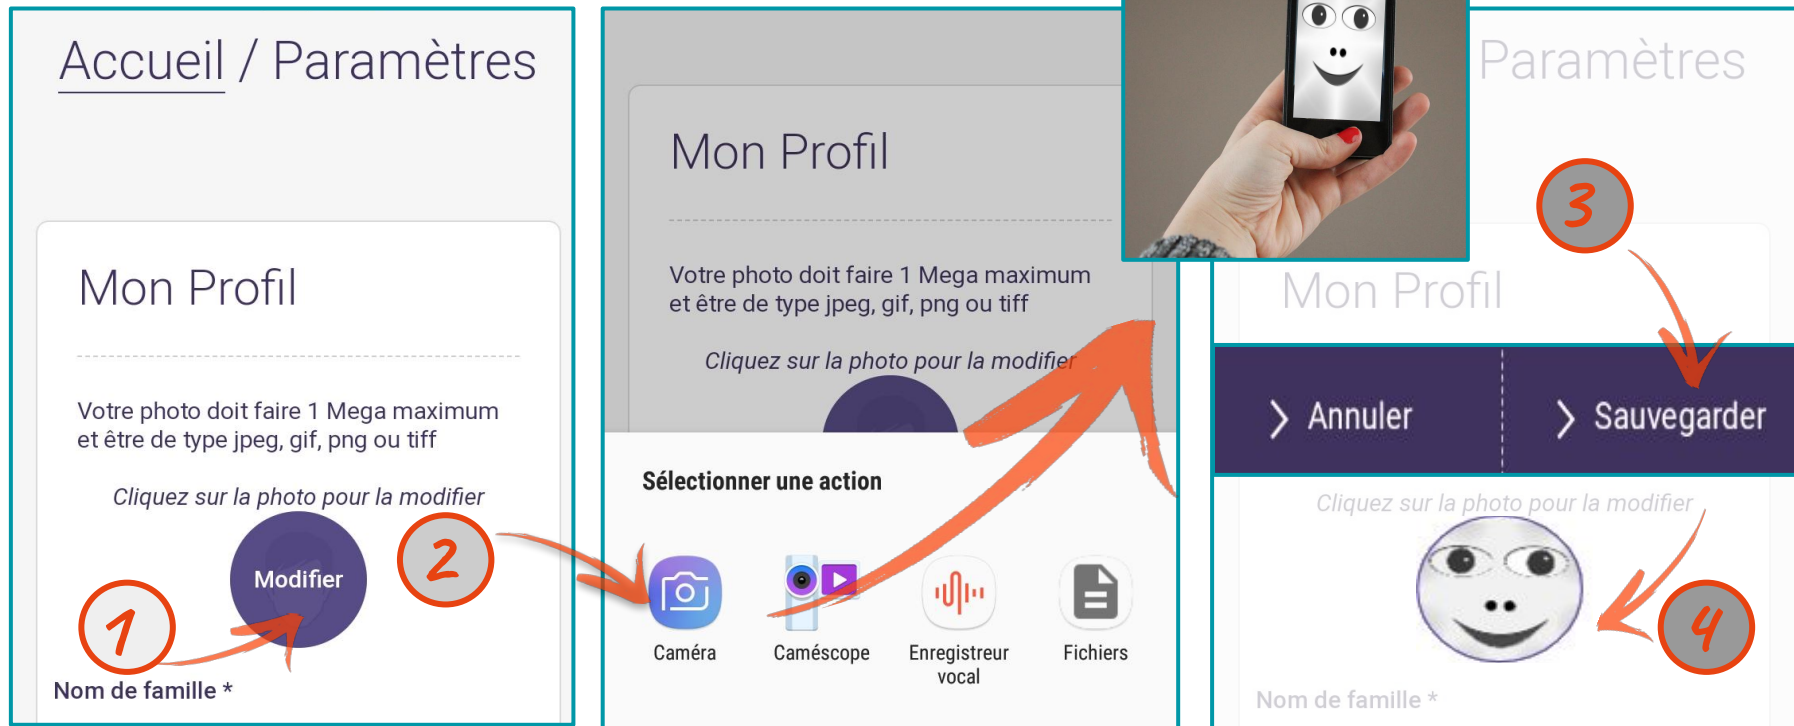 Accueil / Paramètres
Mon Profil
Votre photo doit faire 1 Mega maximum
et être de type jpeg, gif, png ou tiff
Cliquez sur la photo pour la modifier
Modifier
1
Nom de famille *
2
Mon Profil
Votre photo doit faire 1 Mega maximum
et être de type jpeg, gif, png ou tiff
Cliquez sur la photo pour la modifier
Sélectionner une action
Caméra
Caméscope
Enregistreur
vocal
Fichiers
Paramètres
3
Mon Profil
Annuler
Sauvegarder
Cliquez sur la photo pour la modifier
4
Nom de famille *